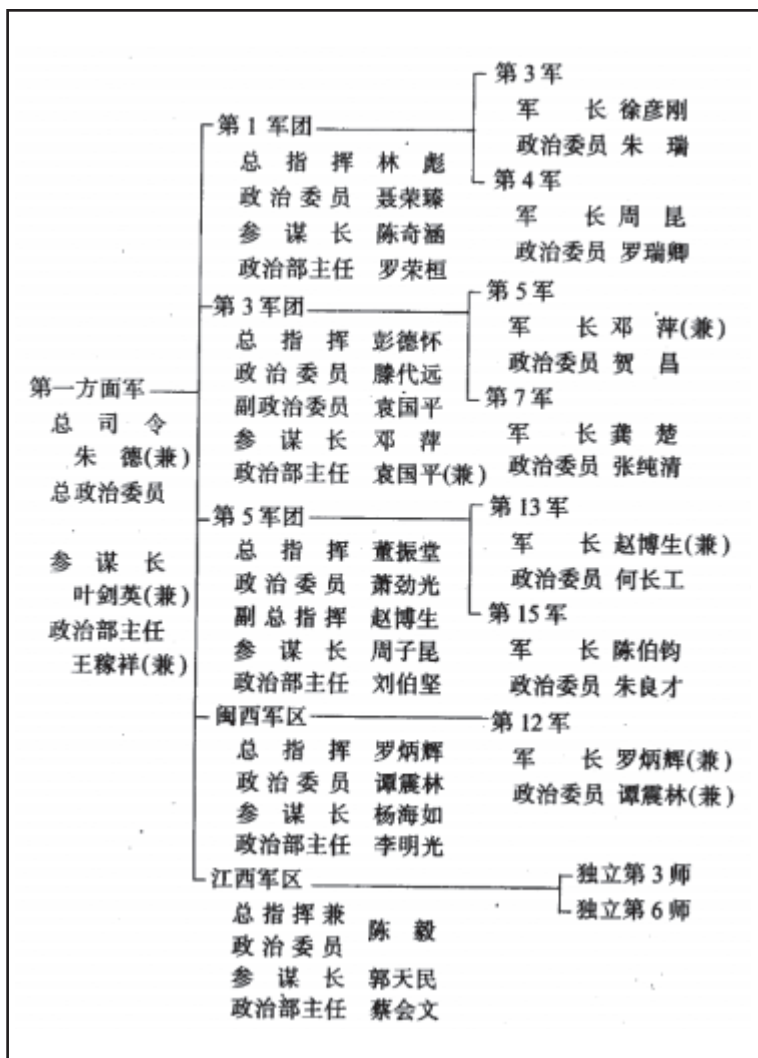 第一方面军
总司令
朱德(兼)
总政治委员
参谋长
叶剑英(兼)
政治部主任
王稼祥(兼)
第1军团
总指挥 林彪
政治委员 聂荣臻
参谋长 陈奇涵
政治部主任 罗荣桓
第3军
军长 徐彦刚
政治委员 朱瑞
第4军
军长 周昆
政治委员 罗瑞卿
第3军团
总指挥 彭德怀
政治委员 滕代远
副政治委员 袁国平
参谋长 邓萍
政治部主任 袁国平(兼)
第5军
军长 邓萍(兼)
政治委员 贺昌
第7军
军长 龚楚
政治委员 张纯清
第5军团
总指挥 董振堂
政治委员 萧劲光
副总指挥 赵博生
参谋长 周子昆
政治部主任 刘伯坚
第13军
军长 赵博生(兼)
政治委员 何长工
第15军
军长 陈伯钧
政治委员 朱良才
闽西军区
总指挥 罗炳辉
政治委员 谭震林
参谋长 杨海如
政治部主任 李明光
第12军
军长 罗炳辉(兼)
政治委员 谭震林(兼)
江西军区
总指挥兼
政治委员 陈毅
参谋长 郭天民
政治部主任 蔡会文
独立第3师
独立第6师